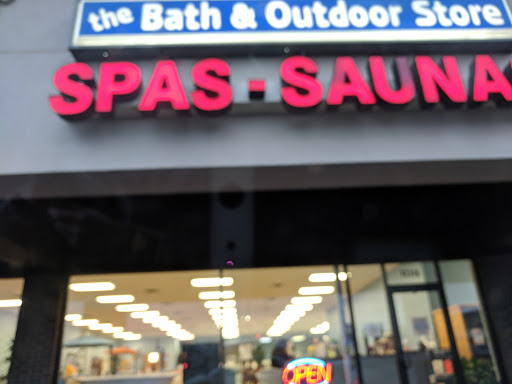 the Bath & Outdoor Store
SPAS - SAUNA
OPEN